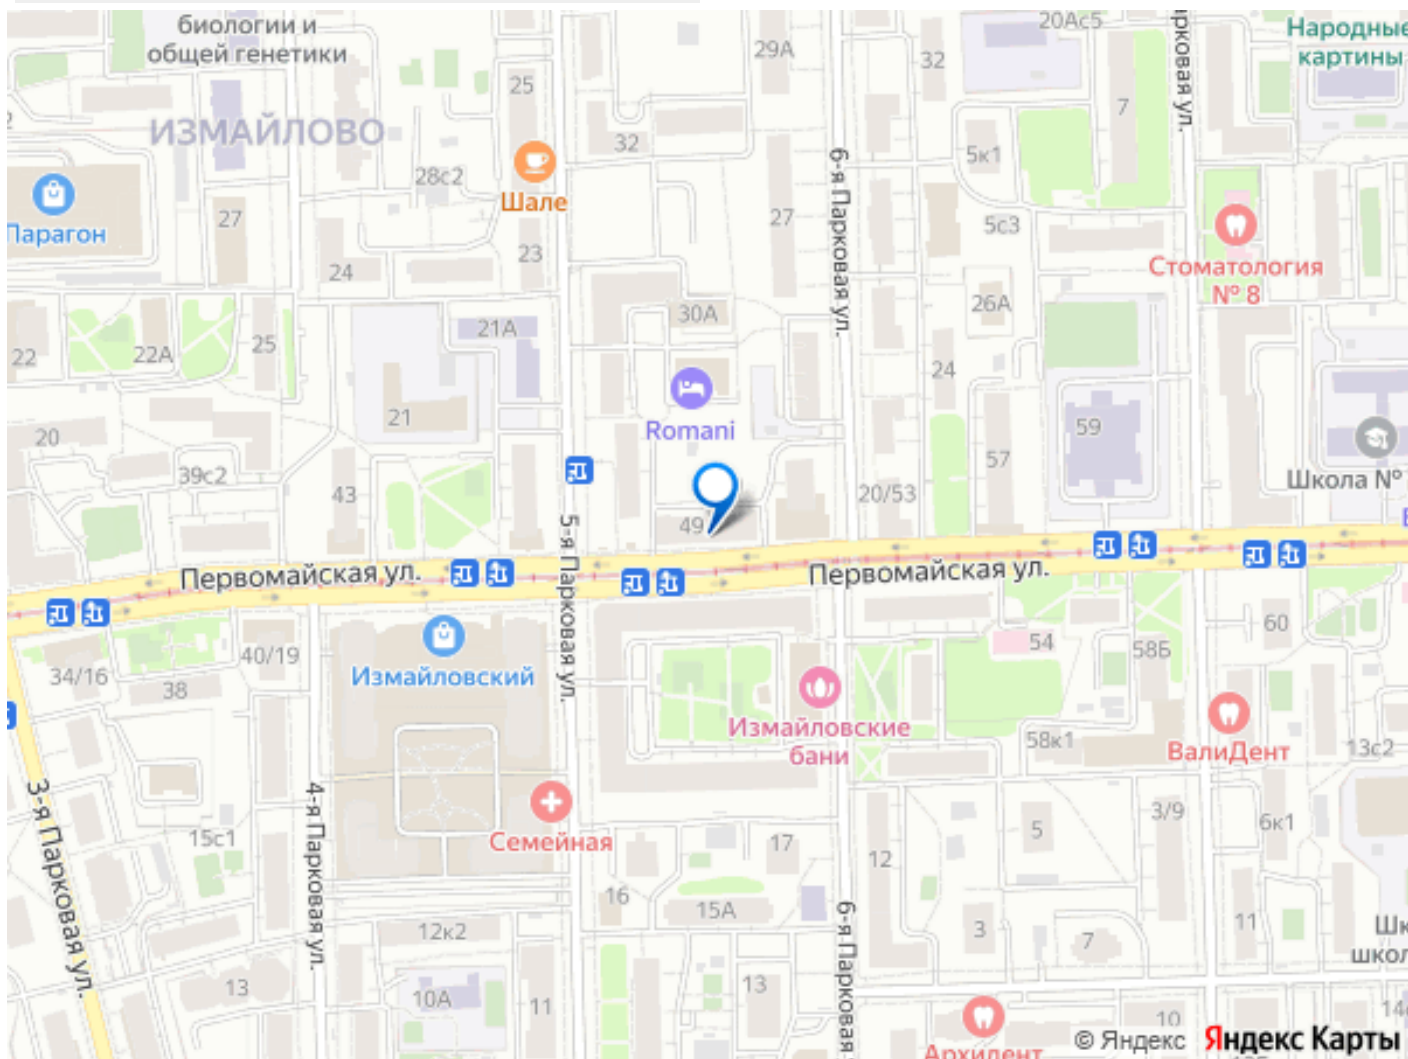 биологии и
общей генетики
20Ас5
Народные
картины
29А
32
25
7
ИЗМАЙЛОВО
32
5к1
28с2
Шале
6-я Парковая ул.
Парагон
27
27
5с3
23
24
Стоматология
№ 8
26А
30А
21А
22
22А
25
24
21
Romani
59
20
39с2
43
57
20/53
Школа №
49
5-я Парковая ул.
Первомайская ул.
Первомайская ул.
34/16
38
40/19
Измайловский
54
58Б
60
Измайловские
бани
58к1
ВалиДент
13с2
3-я Парковая ул.
4-я Парковая ул.
15с1
Семейная
17
12
5
3/9
6к1
16
15А
6-я Парковая
12к2
3
7
11
13
10А
11
13
10
Архидент
© Яндекс
Яндекс Карты